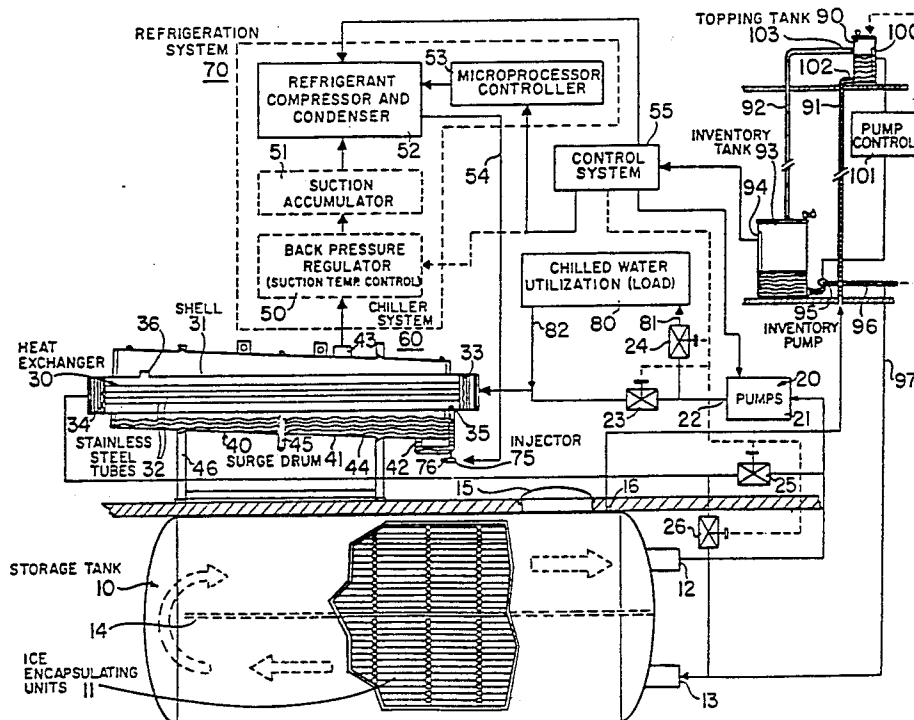 TOPPING TANK 90
103
100
102
REFRIGERATION
SYSTEM
70
53
REFRIGERANT
COMPRESSOR AND
CONDENSER
52
MICROPROCESSOR
CONTROLLER
55
92
91
INVENTORY
TANK 93
94
PUMP
CONTROL
101
51
SUCTION
ACCUMULATOR
54
CONTROL
SYSTEM
BACK PRESSURE
REGULATOR
(SUCTION TEMP. CONTROL)
50
CHILLER
SYSTEM
60
CHILLED WATER
UTILIZATION (LOAD)
82
80
81
95
96
INVENTORY
PUMP
97
SHELL
31
36
43
24
HEAT
EXCHANGER
30
33
34
35
20
PUMPS
21
22
23
STAINLESS
STEEL
TUBES
32
40
45
41
SURGE DRUM
44
42
46
76
INJECTOR
75
25
15
16
26
STORAGE
TANK
10
12
14
ICE
ENCAPSULATING
UNITS 11
13